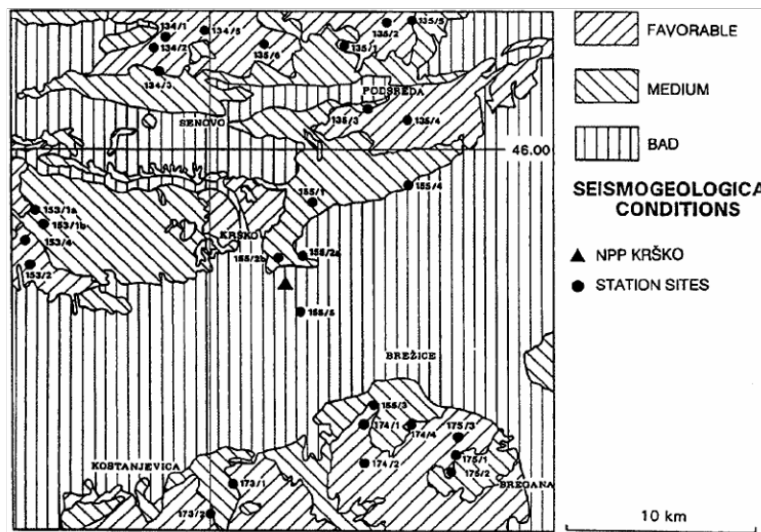 134/1
134/5
134/2
134/3
135/6
135/1
135/2
135/5
PODSREDA
135/3
135/4
SENOVO
46.00
153/1a
153/1b
153/4
153/2
155/1
155/4
KRŠKO
155/2b
155/2a
155/5
BREŽICE
155/3
174/1
174/4
174/2
175/3
175/1
175/2
KOSTANJEVICA
173/1
173/2
BREGANA
FAVORABLE
MEDIUM
BAD
SEISMOGEOLOGICA
CONDITIONS
NPP KRŠKO
STATION SITES
10 km